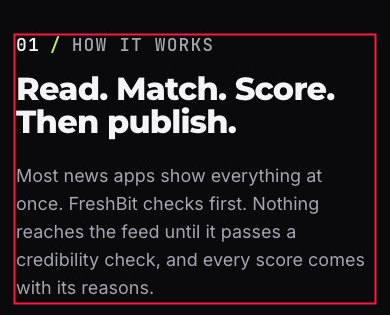 01 / HOW IT WORKS
Read. Match. Score.
Then publish.
Most news apps show everything at
once. FreshBit checks first. Nothing
reaches the feed until it passes a
credibility check, and every score comes
with its reasons.